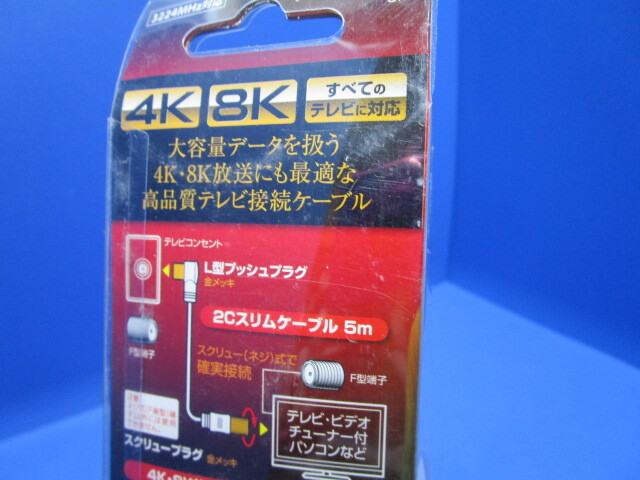 3224MHz対応
4K 8K すべての
テレビに対応
大容量データを扱う
4K・8K放送にも最適な
高品質テレビ接続ケーブル
テレビコンセント
L型プッシュプラグ
金メッキ
2Cスリムケーブル 5m
F型端子
スクリュー(ネジ)式で
確実接続
F型端子
テレビ・ビデオ
チューナー付
パソコンなど
スクリュープラグ 金メッキ